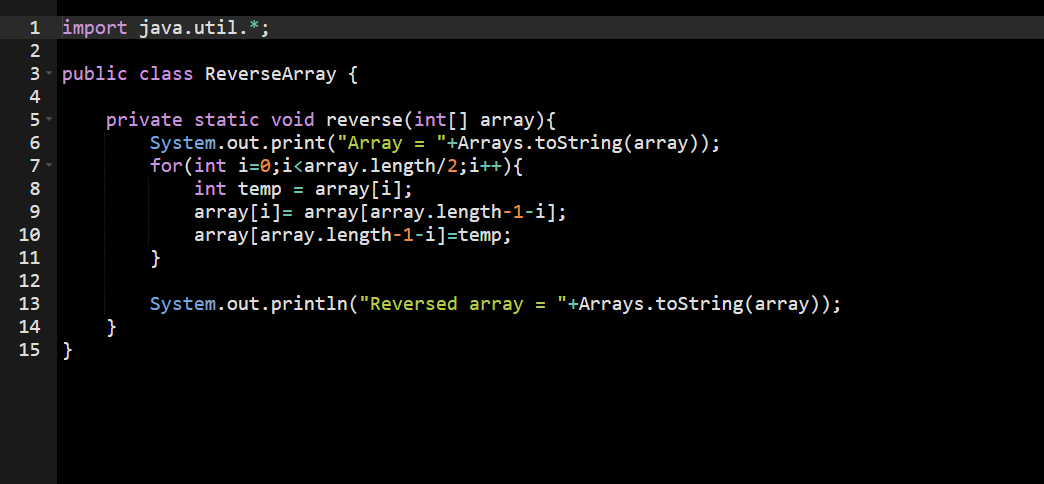 1 import java.util.*;
2
3 public class ReverseArray {
4
5     private static void reverse(int[] array){
6         System.out.print("Array = "+Arrays.toString(array));
7         for(int i=0;i<array.length/2;i++){
8             int temp = array[i];
9             array[i]= array[array.length-1-i];
10             array[array.length-1-i]=temp;
11         }
12
13         System.out.println("Reversed array = "+Arrays.toString(array));
14     }
15 }